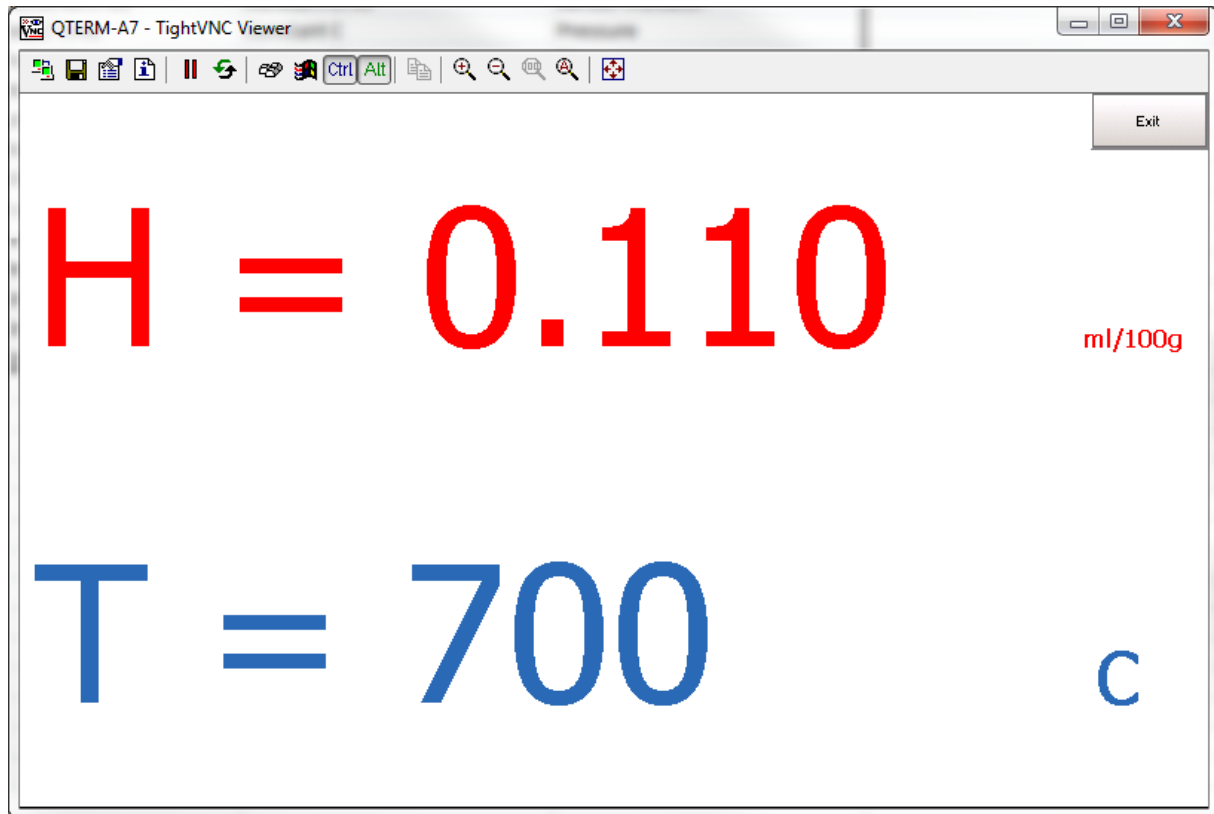 QTERM-A7 - TightVNC Viewer
Ctrl Alt
Exit
H = 0.110 ml/100g
T = 700 C